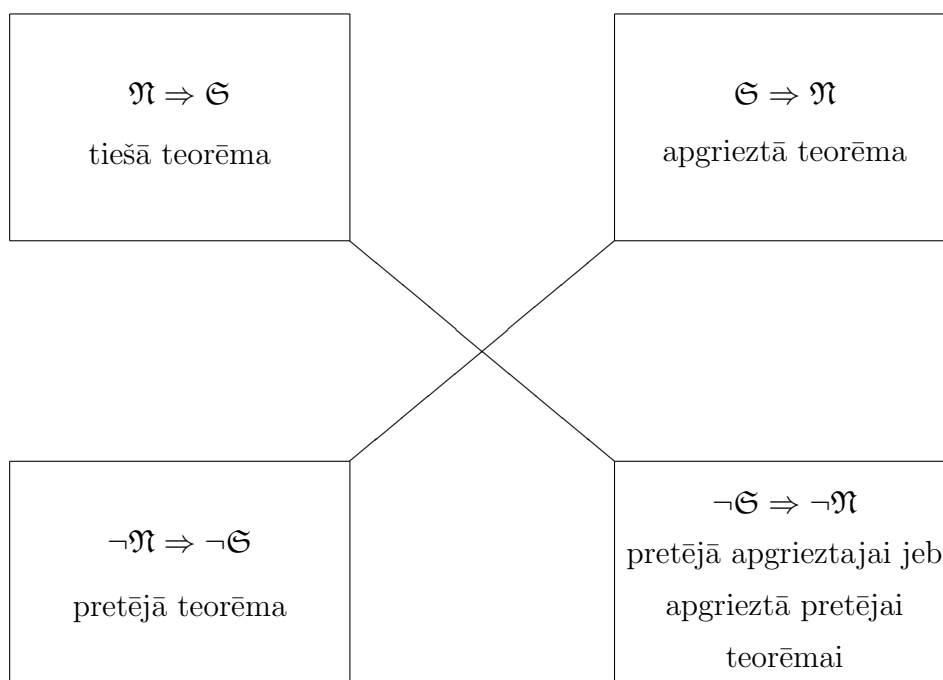 𝔑 ⇒ 𝔖
tiešā teorēma
𝔖 ⇒ 𝔑
apgrieztā teorēma
¬𝔑 ⇒ ¬𝔖
pretējā teorēma
¬𝔖 ⇒ ¬𝔑
pretējā apgrieztajai jeb
apgrieztā pretējai
teorēmai